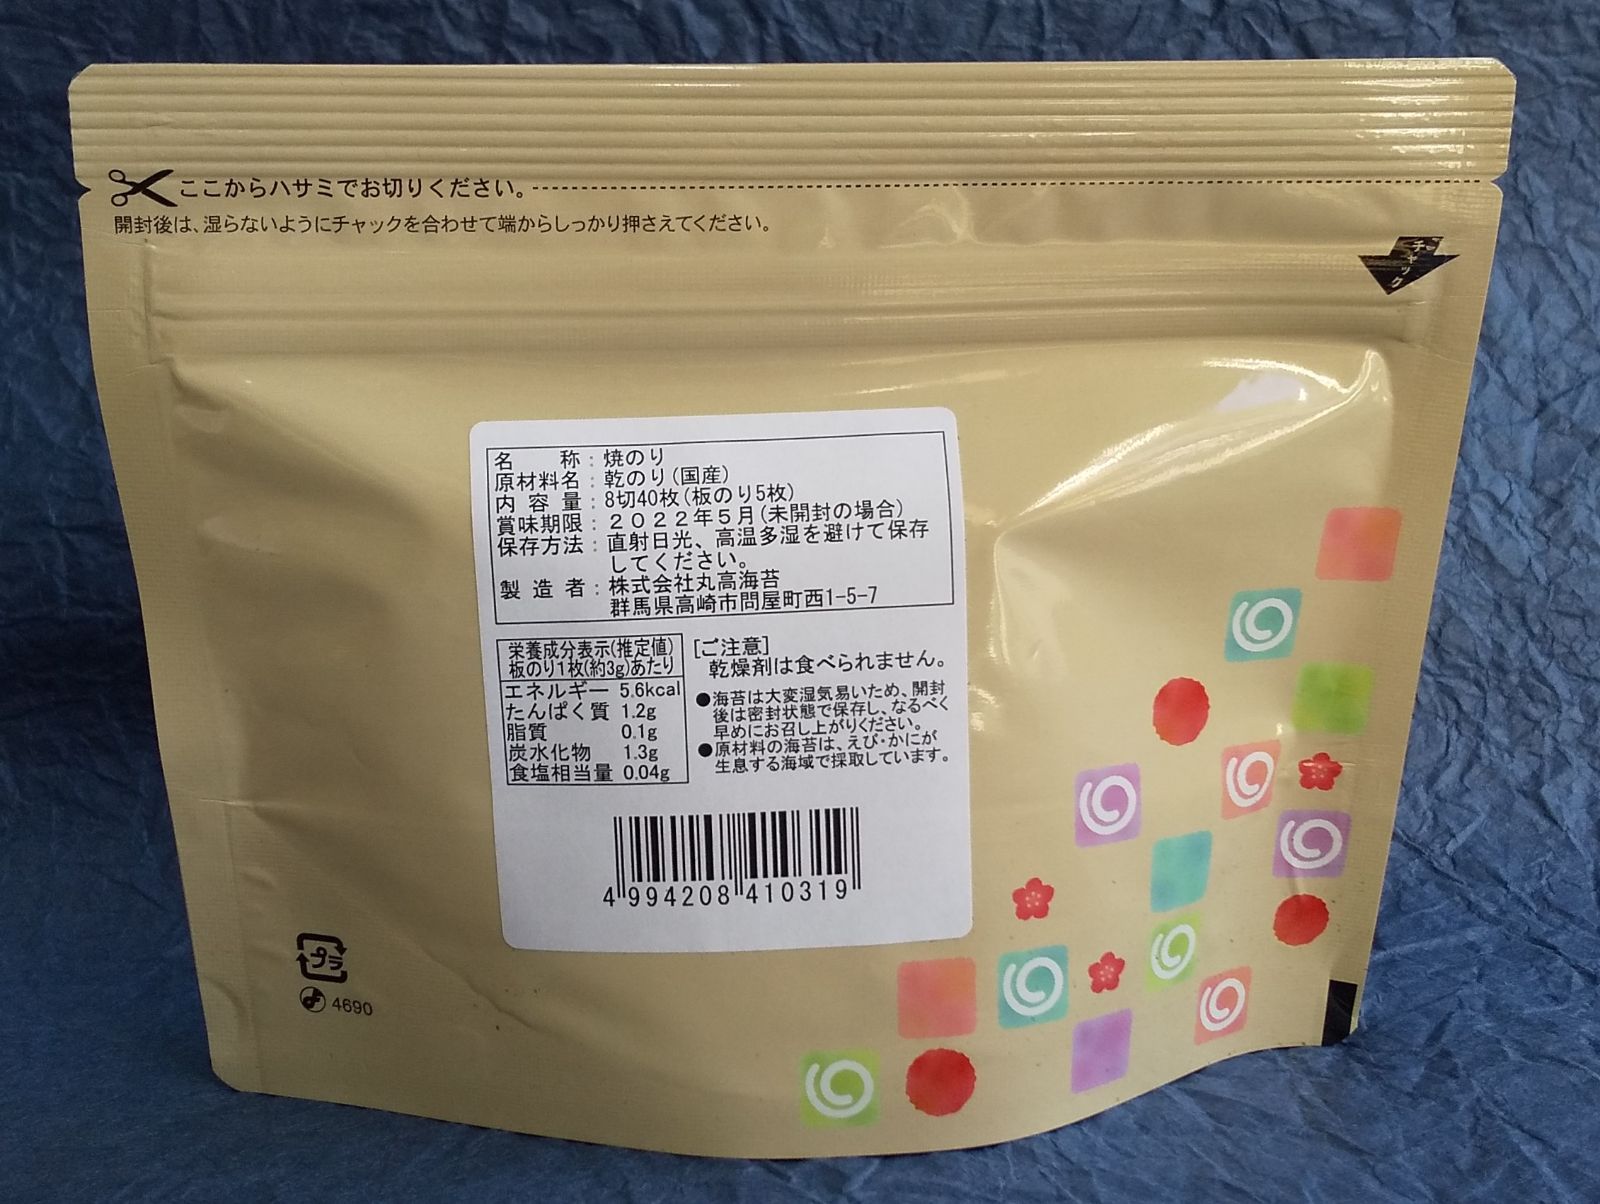 ここからハサミでお切りください。
開封後は、湿らないようにチャックを合わせて端からしっかり押さえてください。
チャック
名称：焼のり
原材料名：乾のり(国産)
内容量：8切40枚(板のり5枚)
賞味期限：２０２２年５月(未開封の場合)
保存方法：直射日光、高温多湿を避けて保存
してください。
製造者：株式会社丸高海苔
群馬県高崎市問屋町西1-5-7
栄養成分表示(推定値)
板のり1枚(約3g)あたり
エネルギー 5.6kcal
たんぱく質 1.2g
脂質 0.1g
炭水化物 1.3g
食塩相当量 0.04g
[ご注意]
乾燥剤は食べられません。
●海苔は大変湿気易いため、開封
後は密封状態で保存し、なるべく
早めにお召し上がりください。
●原材料の海苔は、えび・かにが
生息する海域で採取しています。
4 994208 410319
プラ
4690